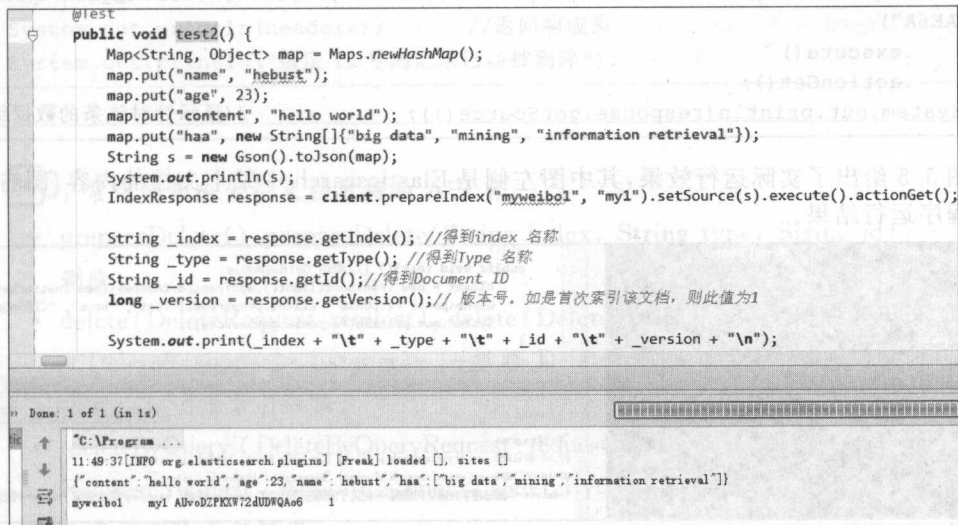 @Test
public void test2() {
Map<String, Object> map = Maps.newHashMap();
map.put("name", "hebust");
map.put("age", 23);
map.put("content", "hello world");
map.put("haa", new String[]{"big data", "mining", "information retrieval"});
String s = new Gson().toJson(map);
System.out.println(s);
IndexResponse response = client.prepareIndex("myweibo1", "my1").setSource(s).execute().actionGet();
String _index = response.getIndex(); //得到index 名称
String _type = response.getType(); //得到Type 名称
String _id = response.getId();//得到Document ID
long _version = response.getVersion();// 版本号。如是首次索引该文档，则此值为1
System.out.print(_index + "\t" + _type + "\t" + _id + "\t" + _version + "\n");
Done: 1 of 1 (in 1s)
"C:\Program ...
11:49:37[INFO org.elasticsearch.plugins] [Freak] loaded [], sites []
{"content":"hello world","age":23,"name":"hebust","haa":["big data","mining","information retrieval"]}
myweibo1 my1 AUvoDZPKXW72dUDWQAo6 1